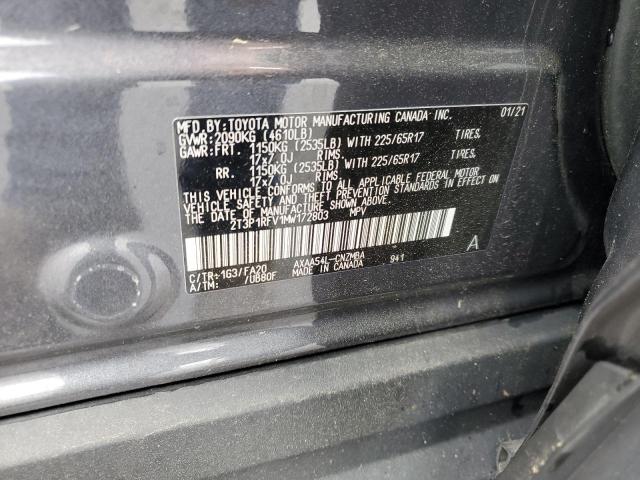 MFD.BY:TOYOTA MOTOR MANUFACTURING CANADA INC. 01/21
GVWR:2090KG (4610LB)
GAWR:FRT. 1150KG (2535LB) WITH 225/65R17 TIRES,
17x7.0J RIMS
RR. 1150KG (2535LB) WITH 225/65R17 TIRES,
17x7.0J RIMS
THIS VEHICLE CONFORMS TO ALL APPLICABLE FEDERAL MOTOR
VEHICLE SAFETY AND BUMPER STANDARDS IN EFFECT ON
THE DATE OF MANUFACTURE SHOWN ABOVE.
2T3P1RFV1MW172803 MPV
C/TR:1G3/FA20 AXAA54L-CNZMBA 941 A
A/TM: /UB80F MADE IN CANADA